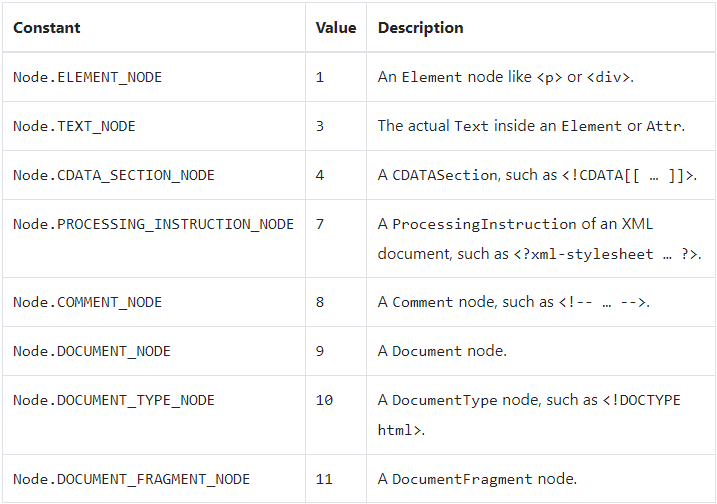 Constant Value Description
Node.ELEMENT_NODE 1 An Element node like <p> or <div>.
Node.TEXT_NODE 3 The actual Text inside an Element or Attr.
Node.CDATA_SECTION_NODE 4 A CDATASection, such as <!CDATA[[ … ]]>.
Node.PROCESSING_INSTRUCTION_NODE 7 A ProcessingInstruction of an XML
document, such as <?xml-stylesheet … ?>.
Node.COMMENT_NODE 8 A Comment node, such as <!-- … -->.
Node.DOCUMENT_NODE 9 A Document node.
Node.DOCUMENT_TYPE_NODE 10 A DocumentType node, such as <!DOCTYPE
html>.
Node.DOCUMENT_FRAGMENT_NODE 11 A DocumentFragment node.